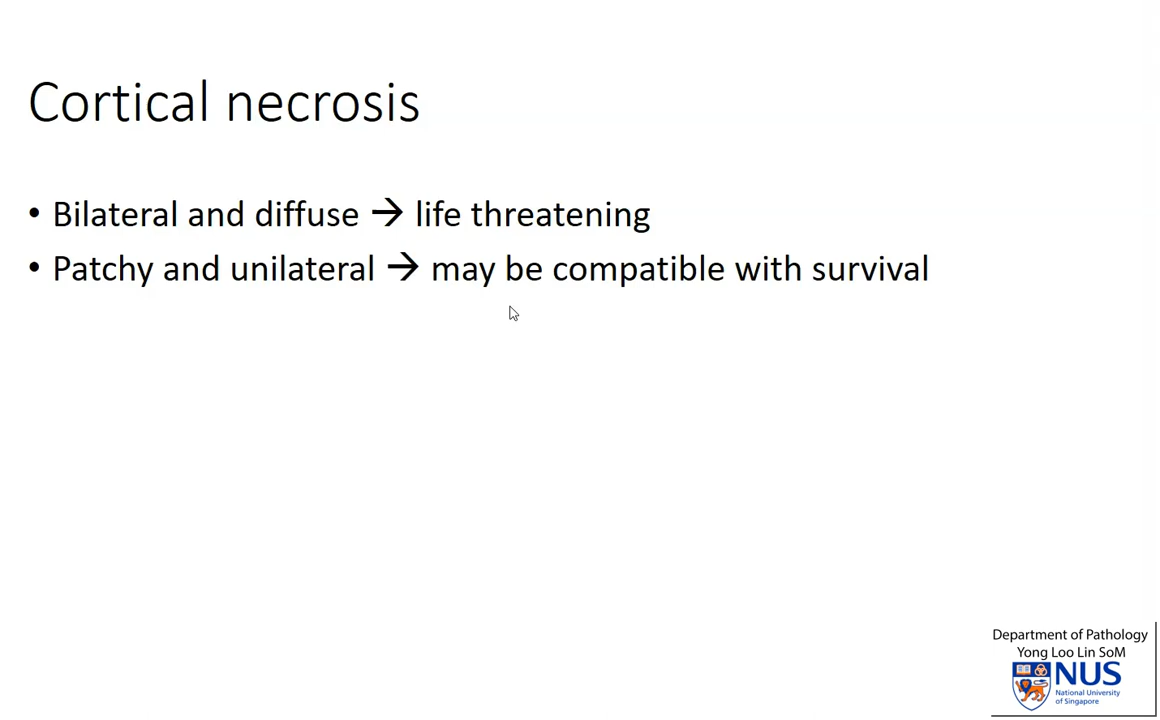 Cortical necrosis
• Bilateral and diffuse → life threatening
• Patchy and unilateral → may be compatible with survival
Department of Pathology
Yong Loo Lin SoM
NUS
National University
of Singapore